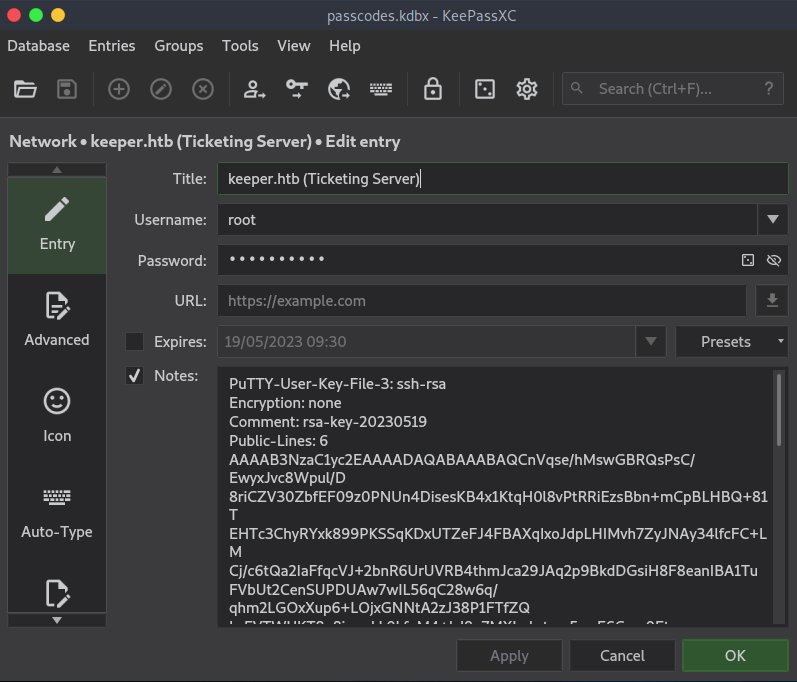 passcodes.kdbx - KeePassXC
Database Entries Groups Tools View Help
Search (Ctrl+F)... ?
Network • keeper.htb (Ticketing Server) • Edit entry
Title: keeper.htb (Ticketing Server)
Entry
Username: root
Password: ••••••••••
Advanced
URL: https://example.com
Expires: 19/05/2023 09:30 Presets
Icon
Notes:
Auto-Type
PuTTY-User-Key-File-3: ssh-rsa
Encryption: none
Comment: rsa-key-20230519
Public-Lines: 6
AAAAB3NzaC1yc2EAAAADAQABAAABAQCnVqse/hMswGBRQsPsC/
EwyxJvc8Wpul/D
8riCZV30ZbfEF09z0PNUn4DisesKB4x1KtqH0l8vPtRRiEzsBbn+mCpBLHBQ+81
T
EHTc3ChyRYxk899PKSSqKDxUTZeFJ4FBAXqIxoJdpLHIMvh7ZyJNAy34lfcFC+L
M
Cj/c6tQa2IaFfqcVJ+2bnR6UrUVRB4thmJca29JAq2p9BkdDGsiH8F8eanIBA1Tu
FVbUt2CenSUPDUAw7wIL56qC28w6q/
qhm2LGOxXup6+LOjxGNNtA2zJ38P1FTfZQ
Apply Cancel OK